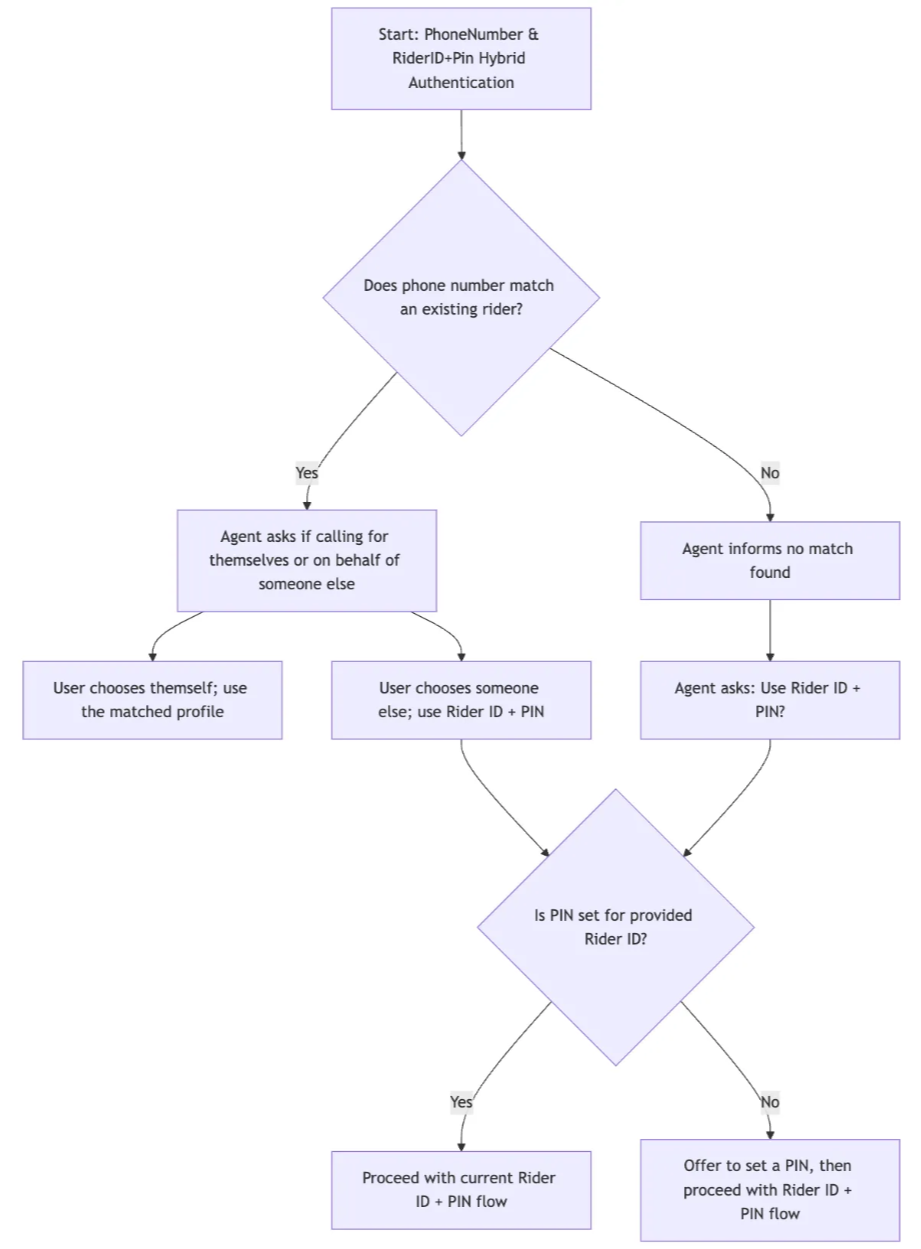 Start: PhoneNumber &
RiderID+Pin Hybrid
Authentication
Does phone number match
an existing rider?
Yes
No
Agent asks if calling for
themselves or on behalf of
someone else
Agent informs no match
found
User chooses themself; use
the matched profile
User chooses someone
else; use Rider ID + PIN
Agent asks: Use Rider ID +
PIN?
Is PIN set for provided
Rider ID?
Yes
No
Proceed with current Rider
ID + PIN flow
Offer to set a PIN, then
proceed with Rider ID +
PIN flow